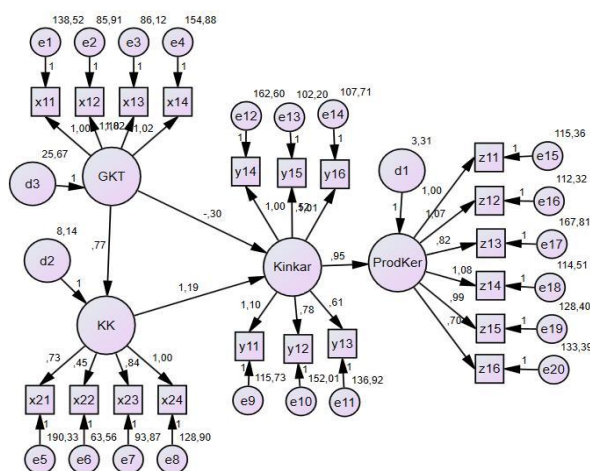 138,52 85,91 86,12 154,88
e1 e2 e3 e4
1 1 1 1
x11 x12 x13 x14
1,00 1,02
25,67
d3
GKT
162,60 102,20 107,71
e12 e13 e14
1 1 1
y14 y15 y16
1,00
-,30
,77
8,14
d2
1
KK
1,19
Kinkar
,95
3,31
d1
1
ProdKer
1,00 z11 1 e15 115,36
1,07 z12 1 e16 112,32
,82 z13 1 e17 167,81
1,08 z14 1 e18 114,51
,99 z15 1 e19 128,40
,70 z16 1 e20 133,39
1,10 ,78 ,61
y11 y12 y13
1 1 1
115,73 152,01 136,92
e9 e10 e11
,73 ,45 ,84 1,00
x21 x22 x23 x24
1 1 1 1
190,33 63,56 93,87 128,90
e5 e6 e7 e8